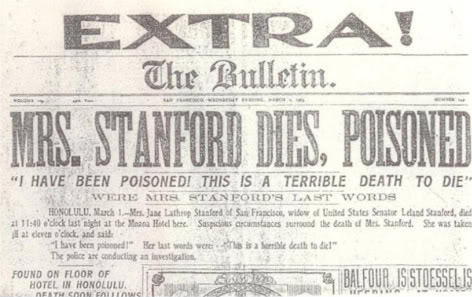 EXTRA!
The Bulletin.
SAN FRANCISCO, WEDNESDAY EVENING, MARCH 1, 1905
MRS. STANFORD DIES, POISONED
"I HAVE BEEN POISONED! THIS IS A TERRIBLE DEATH TO DIE"
WERE MRS. STANFORD'S LAST WORDS
HONOLULU, March 1.—Mrs. Jane Lathrop Stanford of San Francisco, widow of United States Senator Leland Stanford, died
at 11:40 o'clock last night at the Moana Hotel here. Suspicious circumstances surround the death of Mrs. Stanford. She was taken
ill at eleven o'clock, and said:
"I have been poisoned!" Her last words were: "This is a horrible death to die!"
The police are conducting an investigation.
FOUND ON FLOOR OF
HOTEL IN HONOLULU.
DEATH SOON FOLLOWS
BALFOUR IS STOESSEL IS